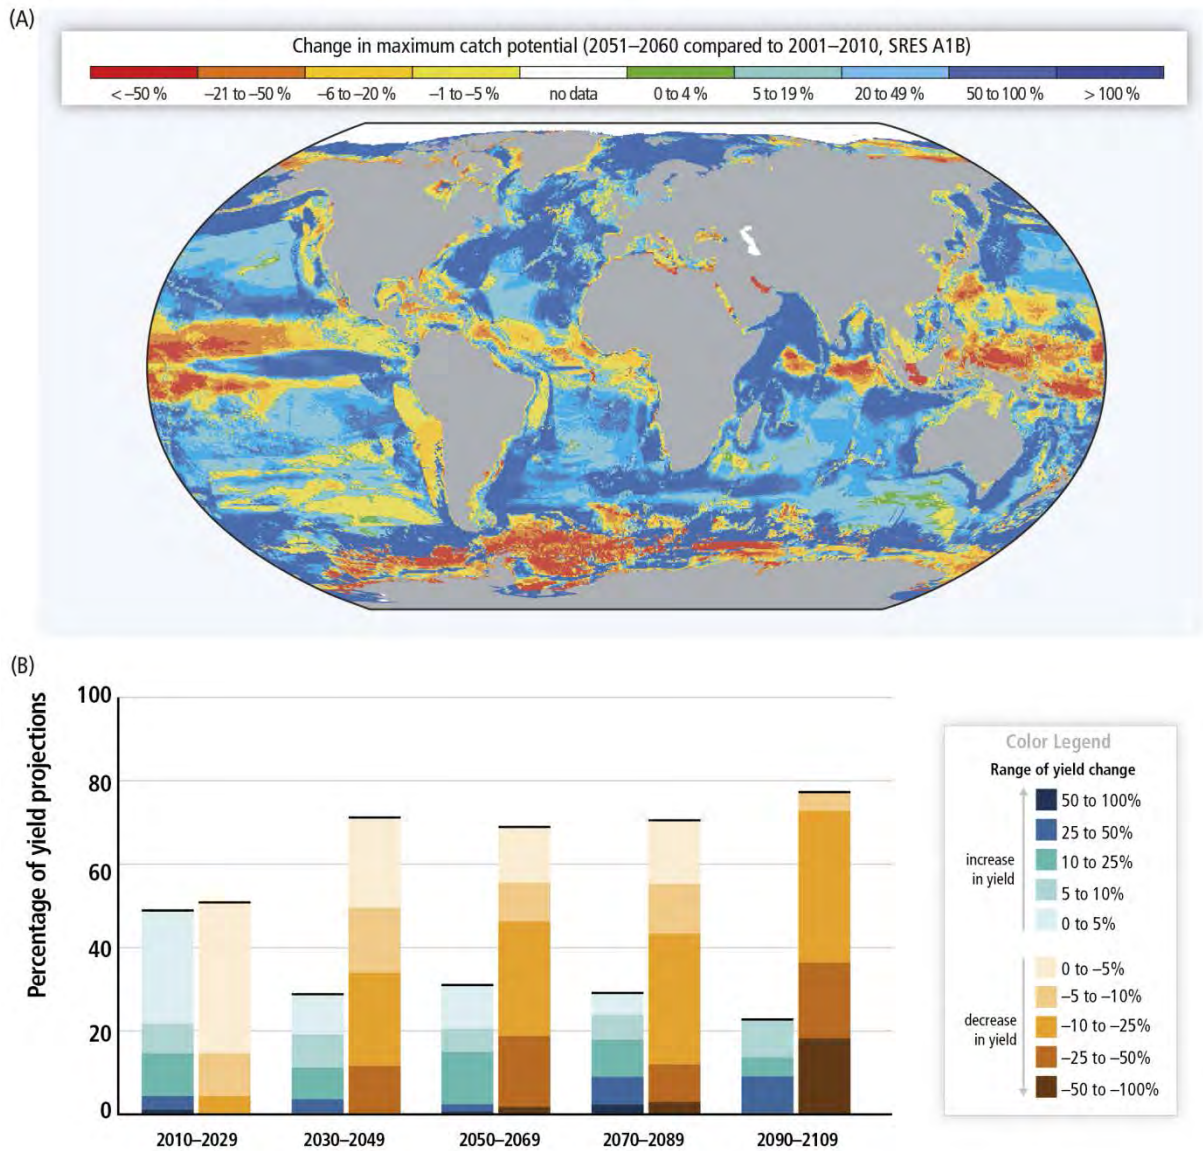 (A)
Change in maximum catch potential (2051–2060 compared to 2001–2010, SRES A1B)
< –50 % –21 to –50 % –6 to –20 % –1 to –5 % no data 0 to 4 % 5 to 19 % 20 to 49 % 50 to 100 % > 100 %
(B)
Percentage of yield projections
100
80
60
40
20
0
2010–2029 2030–2049 2050–2069 2070–2089 2090–2109
Color Legend
Range of yield change
increase
in yield
50 to 100%
25 to 50%
10 to 25%
5 to 10%
0 to 5%
decrease
in yield
0 to –5%
–5 to –10%
–10 to –25%
–25 to –50%
–50 to –100%